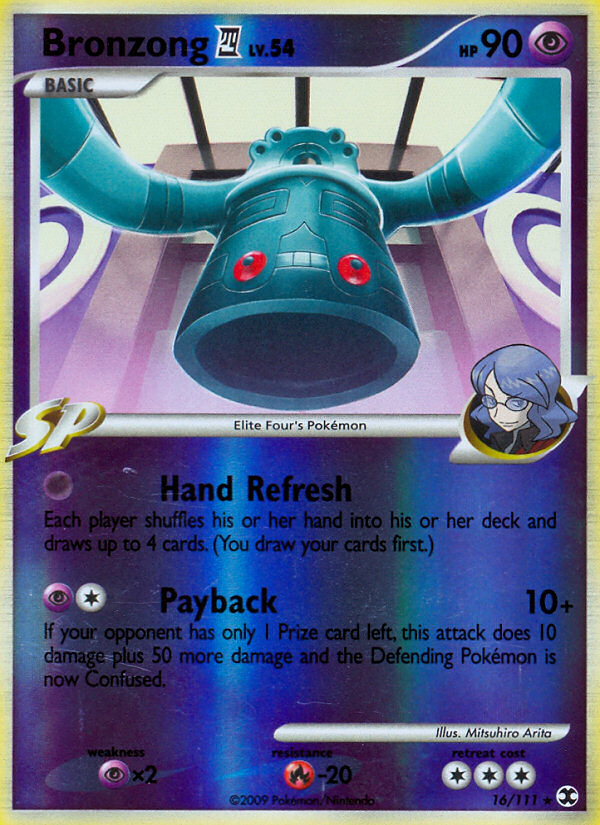 Bronzong LV.54 HP 90
BASIC
SP
Elite Four's Pokémon
Hand Refresh
Each player shuffles his or her hand into his or her deck and
draws up to 4 cards. (You draw your cards first.)
Payback 10+
If your opponent has only 1 Prize card left, this attack does 10
damage plus 50 more damage and the Defending Pokémon is
now Confused.
Illus. Mitsuhiro Arita
weakness resistance retreat cost
×2 -20
©2009 Pokémon, Nintendo 16/111 ★